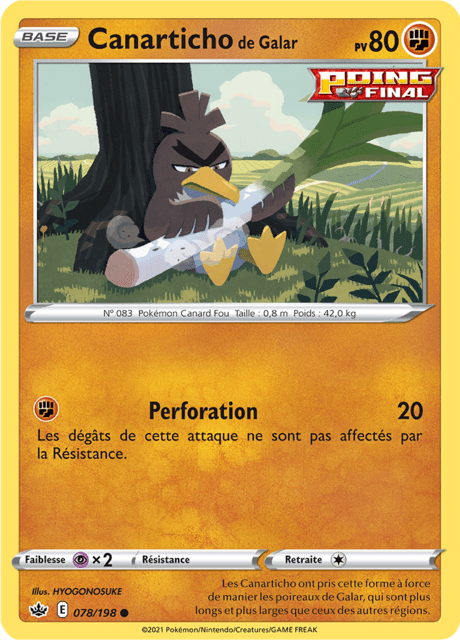 BASE
Canarticho de Galar
PV 80
POING
FINAL
N° 083 Pokémon Canard Fou Taille : 0,8 m Poids : 42,0 kg
Perforation 20
Les dégâts de cette attaque ne sont pas affectés par
la Résistance.
Faiblesse ×2 Résistance Retraite
Illus. HYOGONOSUKE
E 078/198
Les Canarticho ont pris cette forme à force
de manier les poireaux de Galar, qui sont plus
longs et plus larges que ceux des autres régions.
©2021 Pokémon/Nintendo/Creatures/GAME FREAK